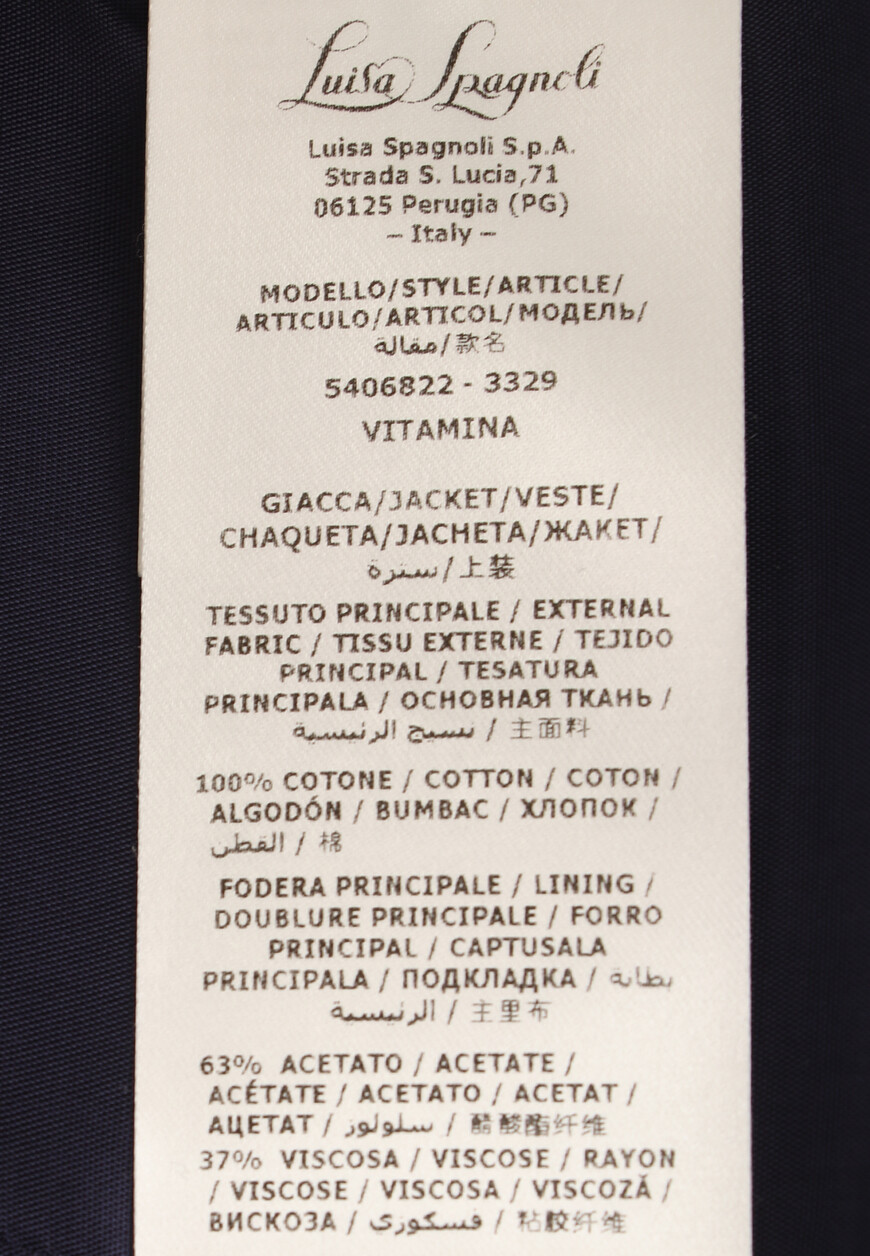 Luisa Spagnoli
Luisa Spagnoli S.p.A.
Strada S. Lucia,71
06125 Perugia (PG)
– Italy –
MODELLO/STYLE/ARTICLE/
ARTICULO/ARTICOL/МОДЕЛЬ/
مقالة/款名
5406822 - 3329
VITAMINA
GIACCA/JACKET/VESTE/
CHAQUETA/JACHETA/ЖАКЕТ/
سترة/上装
TESSUTO PRINCIPALE / EXTERNAL
FABRIC / TISSU EXTERNE / TEJIDO
PRINCIPAL / TESATURA
PRINCIPALA / ОСНОВНАЯ ТКАНЬ /
نسيج الرئيسية / 主面料
100% COTONE / COTTON / COTON /
ALGODÓN / BUMBAC / ХЛОПОК /
القطن / 棉
FODERA PRINCIPALE / LINING /
DOUBLURE PRINCIPALE / FORRO
PRINCIPAL / CAPTUSALA
PRINCIPALA / ПОДКЛАДКА / بطانة
الرئيسية / 主里布
63% ACETATO / ACETATE /
ACÉTATE / ACETATO / ACETAT /
АЦЕТАТ / سلولوز / 醋酸酯纤维
37% VISCOSA / VISCOSE / RAYON
/ VISCOSE / VISCOSA / VISCOZĂ /
ВИСКОЗА / فسكوزي / 粘胶纤维